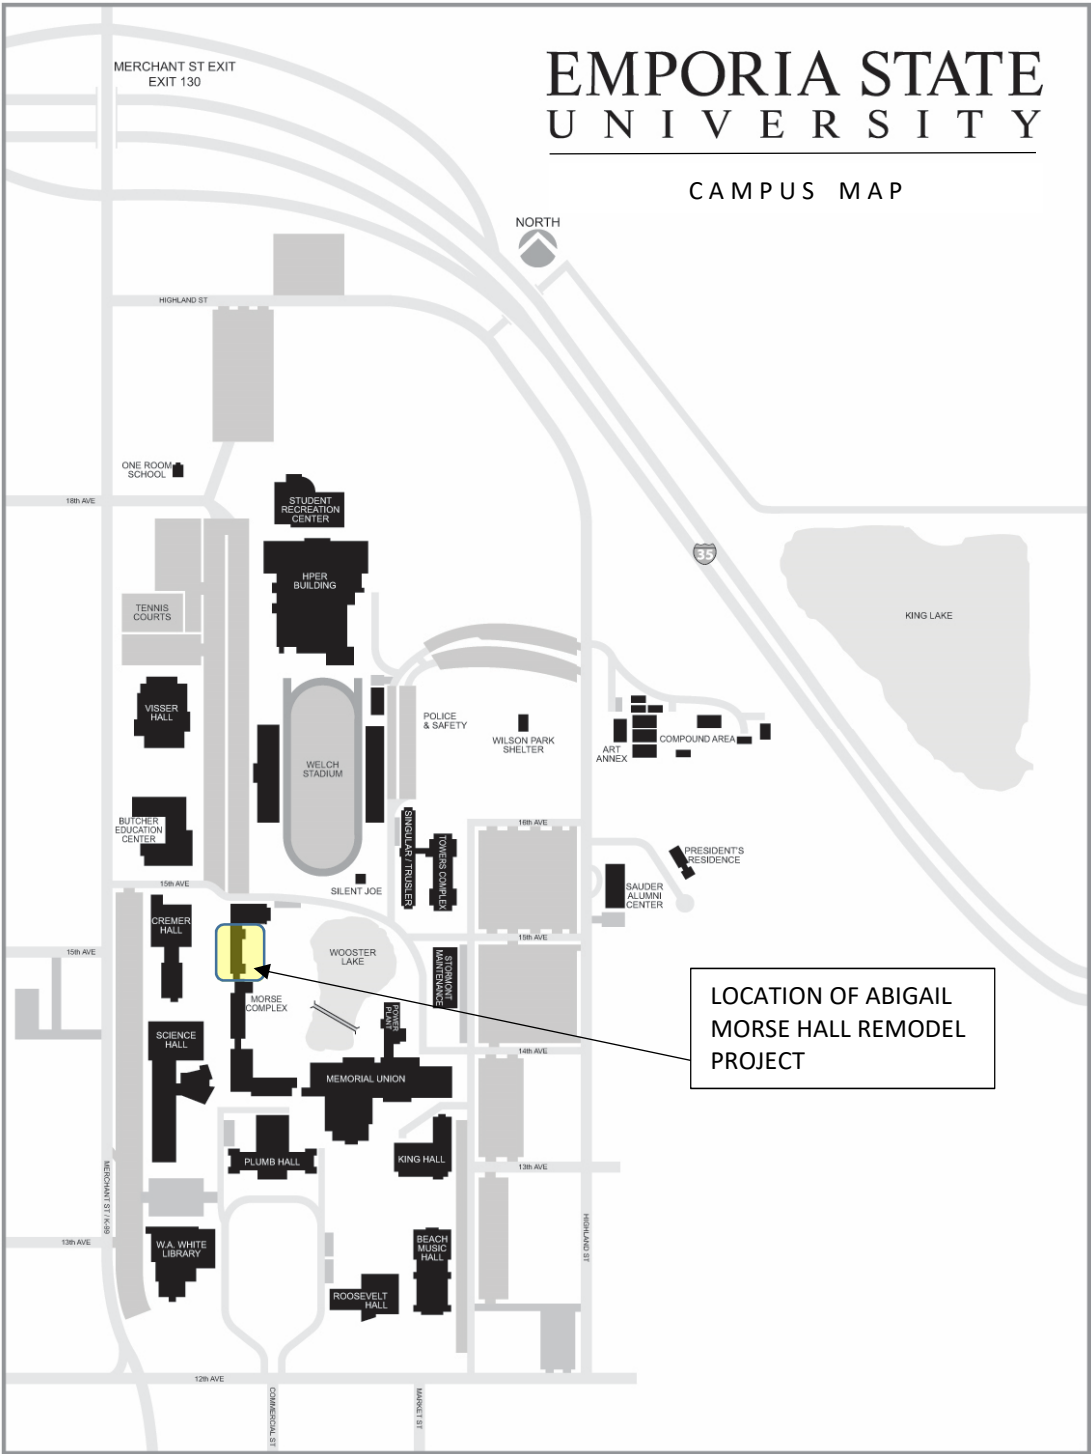 EMPORIA STATE
UNIVERSITY
CAMPUS MAP
MERCHANT ST EXIT
EXIT 130
NORTH
HIGHLAND ST
ONE ROOM
SCHOOL
18th AVE
STUDENT
RECREATION
CENTER
HPER
BUILDING
35
TENNIS
COURTS
KING LAKE
VISSER
HALL
POLICE
& SAFETY
WILSON PARK
SHELTER
ART
ANNEX
COMPOUND AREA
WELCH
STADIUM
BUTCHER
EDUCATION
CENTER
SINGULAR / TRUSLER
TOWERS COMPLEX
16th AVE
PRESIDENT'S
RESIDENCE
15th AVE
SILENT JOE
SAUDER
ALUMNI
CENTER
CREMER
HALL
15th AVE
15th AVE
WOOSTER
LAKE
STORMONT
MAINTENANCE
MORSE
COMPLEX
POWER
PLANT
LOCATION OF ABIGAIL
MORSE HALL REMODEL
PROJECT
SCIENCE
HALL
14th AVE
MEMORIAL UNION
PLUMB HALL
KING HALL
13th AVE
MERCHANT ST / K-99
13th AVE
W.A. WHITE
LIBRARY
BEACH
MUSIC
HALL
HIGHLAND ST
ROOSEVELT
HALL
12th AVE
COMMERCIAL ST
MARKET ST